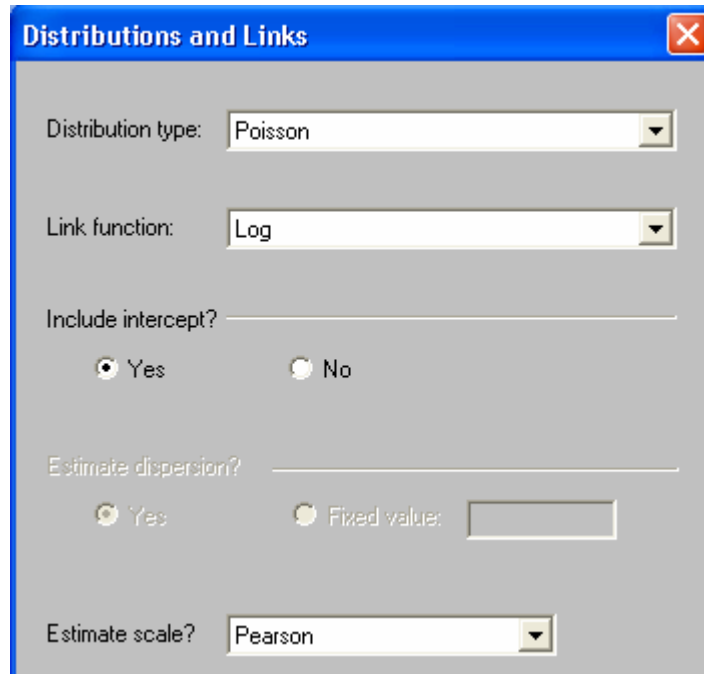 Distributions and Links
Distribution type: Poisson
Link function: Log
Include intercept?
Yes No
Estimate dispersion?
Yes Fixed value:
Estimate scale? Pearson